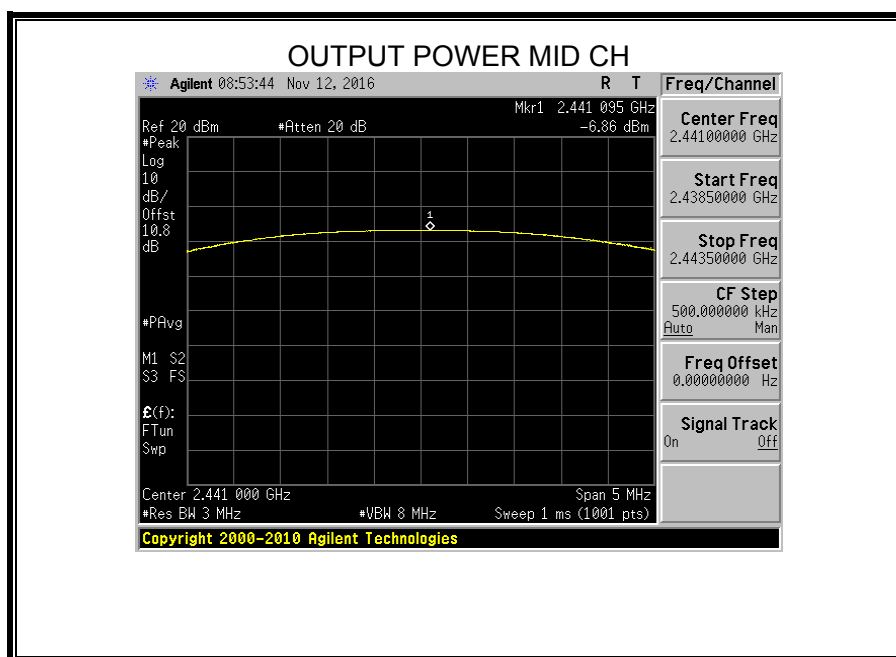 OUTPUT POWER MID CH
Agilent 08:53:44 Nov 12, 2016 R T
Freq/Channel
Mkr1 2.441 095 GHz
Ref 20 dBm #Atten 20 dB -6.86 dBm
#Peak
Log
10
dB/
Offst
10.8
dB
1
#PAvg
M1 S2
S3 FS
£(f):
FTun
Swp
Center 2.441 000 GHz Span 5 MHz
#Res BW 3 MHz #VBW 8 MHz Sweep 1 ms (1001 pts)
Center Freq
2.44100000 GHz
Start Freq
2.43850000 GHz
Stop Freq
2.44350000 GHz
CF Step
500.000000 kHz
Auto Man
Freq Offset
0.00000000 Hz
Signal Track
On Off
Copyright 2000-2010 Agilent Technologies